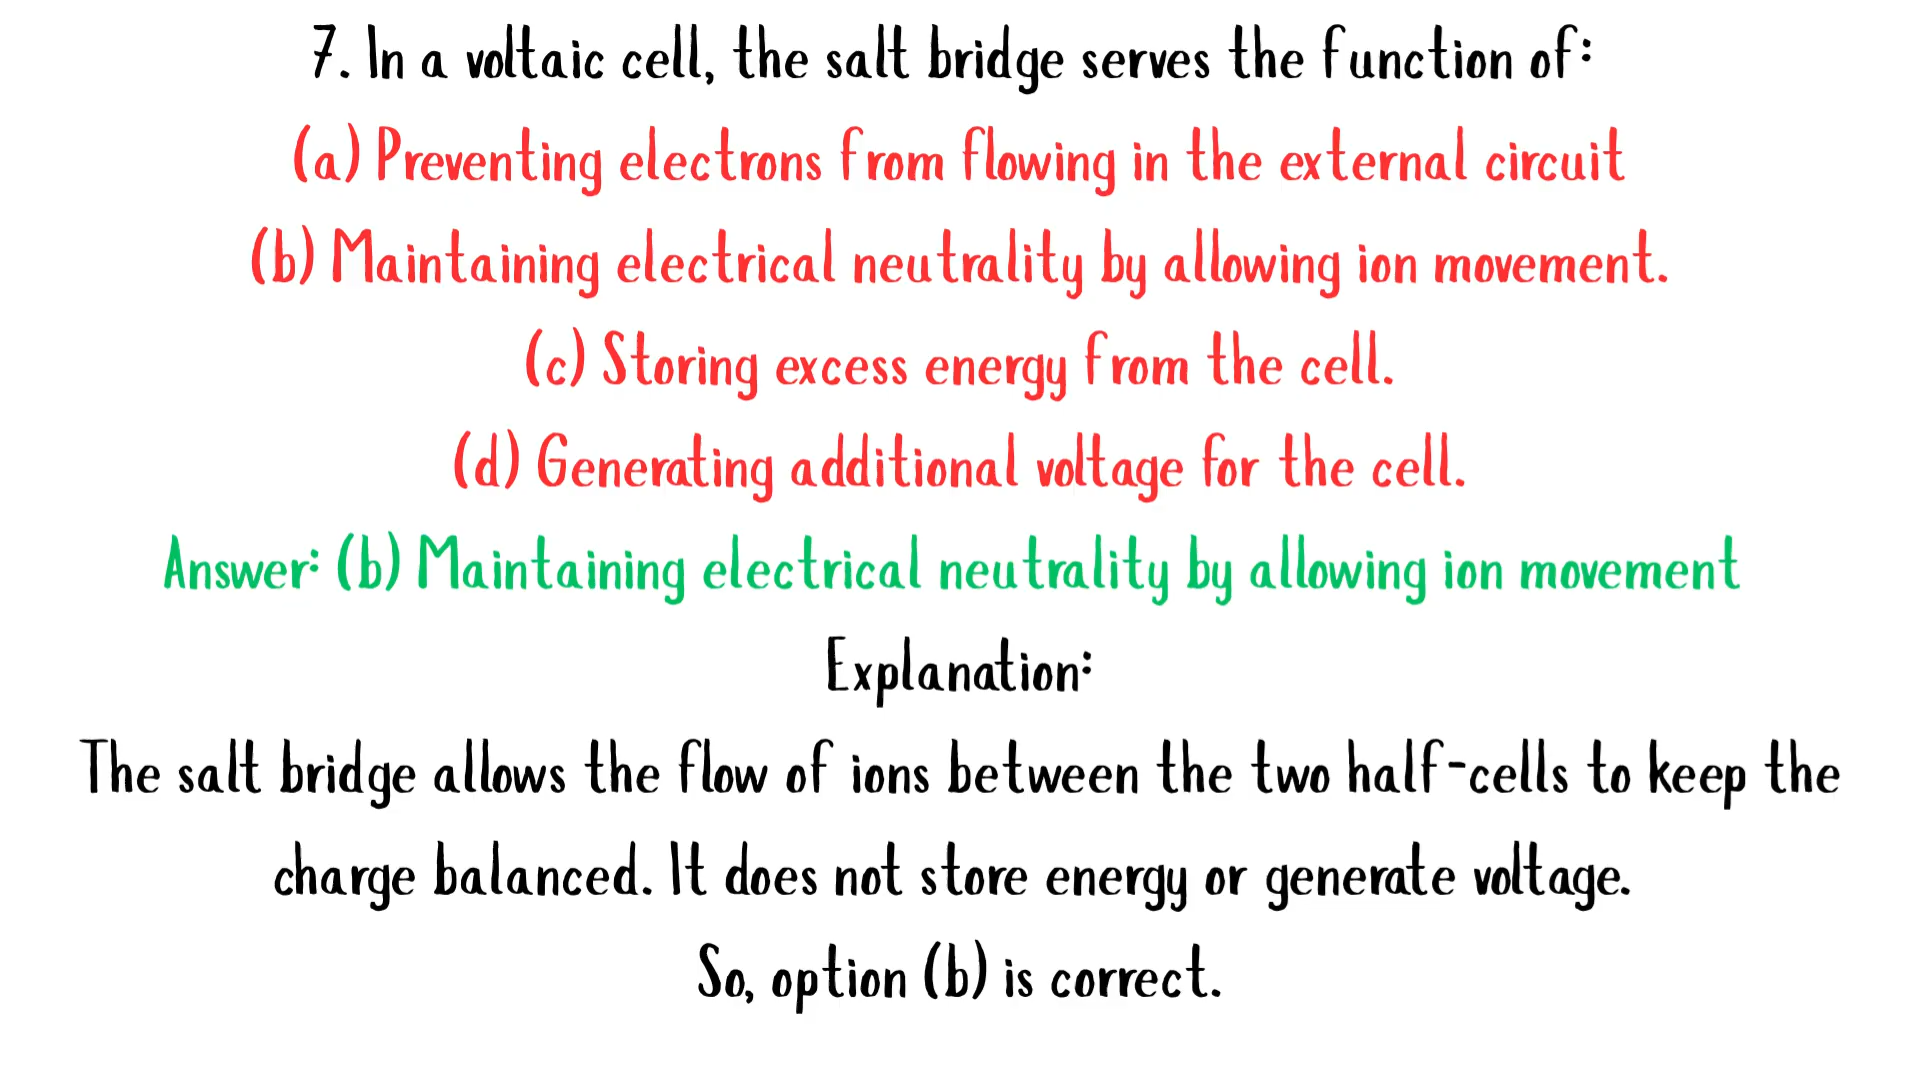 7. In a voltaic cell, the salt bridge serves the function of:
(a) Preventing electrons from flowing in the external circuit
(b) Maintaining electrical neutrality by allowing ion movement.
(c) Storing excess energy from the cell.
(d) Generating additional voltage for the cell.
Answer: (b) Maintaining electrical neutrality by allowing ion movement
Explanation:
The salt bridge allows the flow of ions between the two half-cells to keep the
charge balanced. It does not store energy or generate voltage.
So, option (b) is correct.